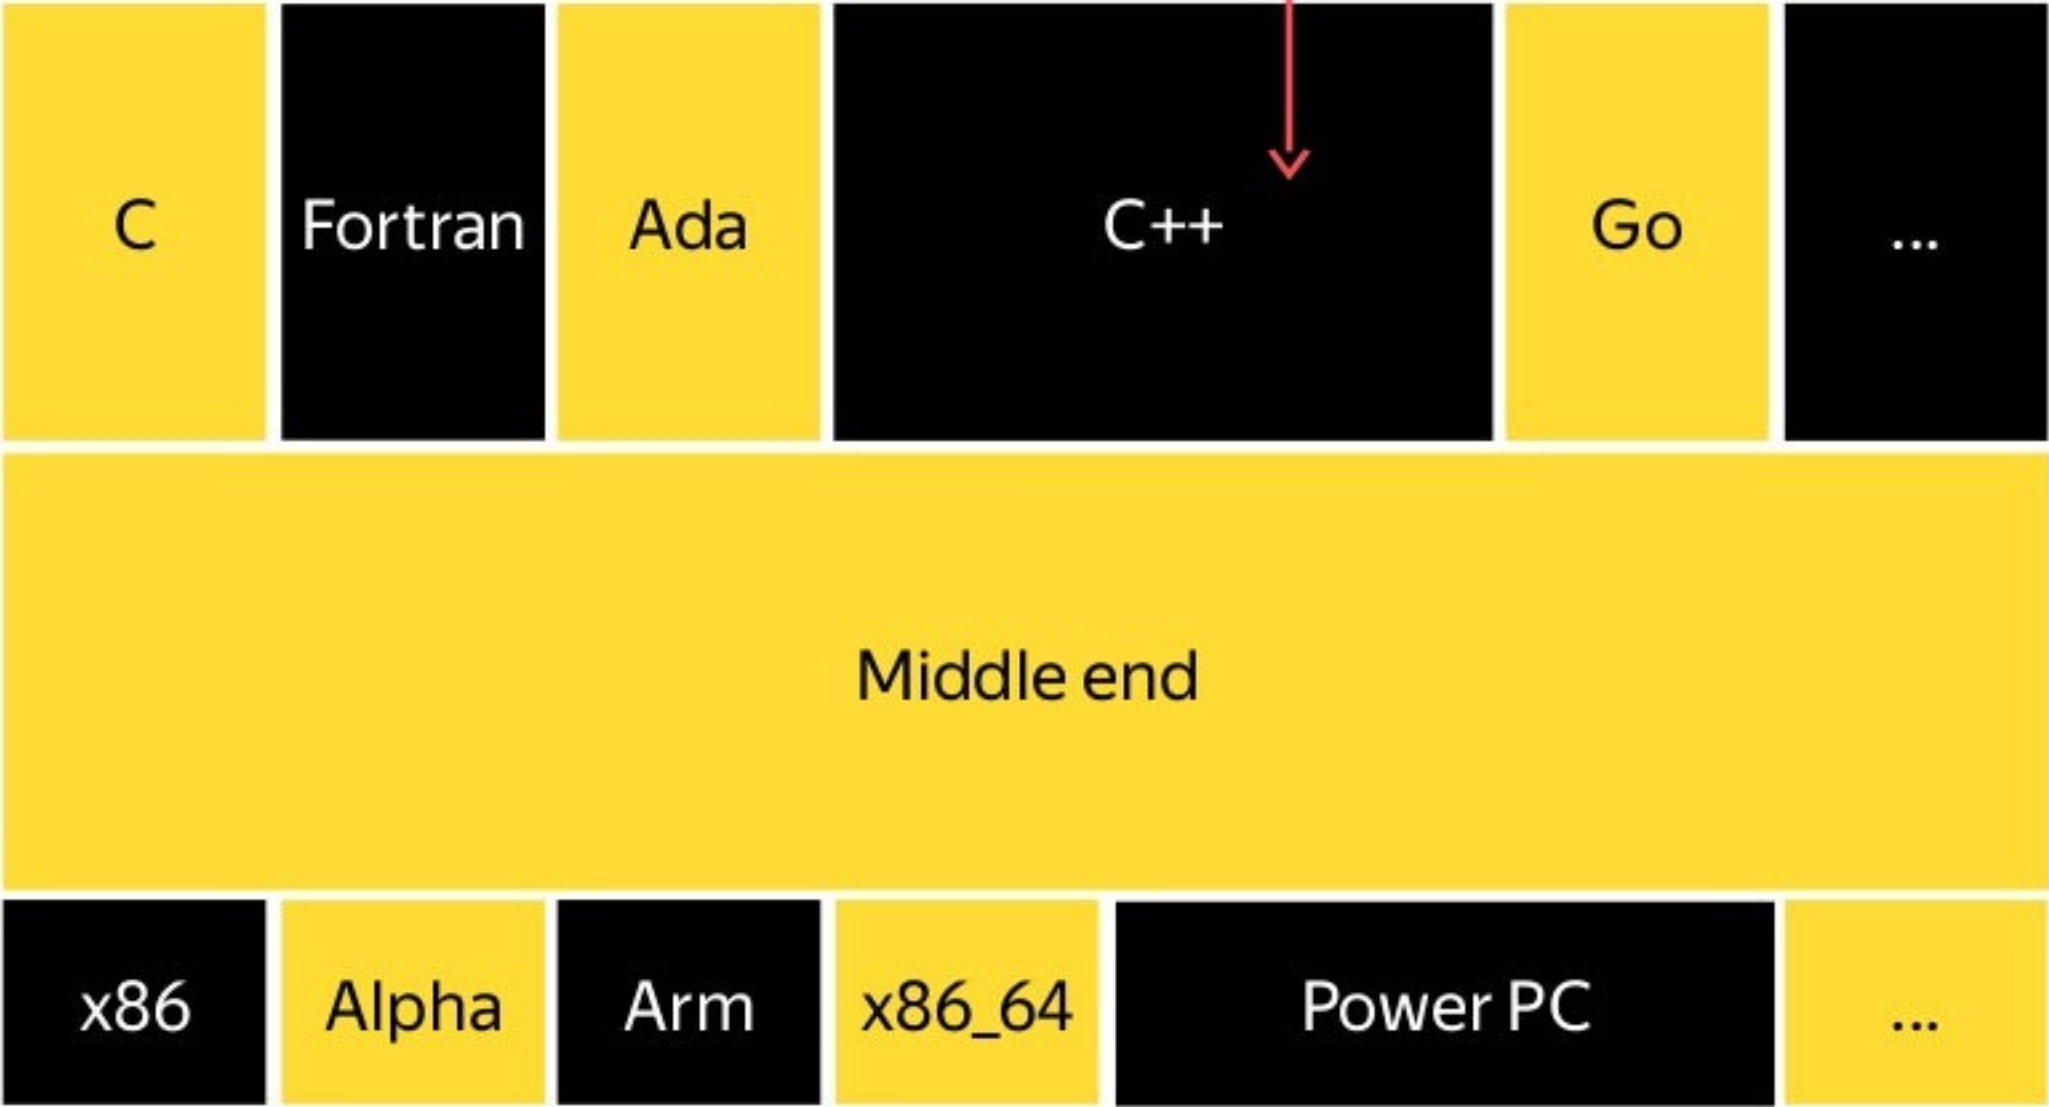 C
Fortran
Ada
C++
Go
...
Middle end
x86
Alpha
Arm
x86_64
Power PC
...